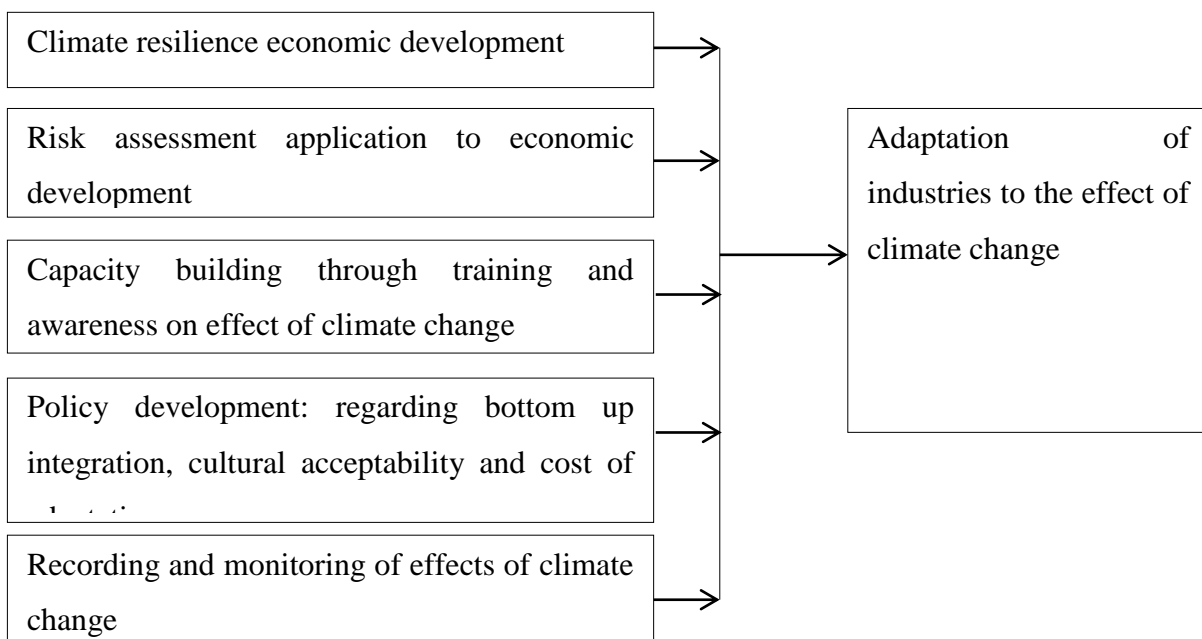 Climate resilience economic development
Risk assessment application to economic
development
Capacity building through training and
awareness on effect of climate change
Policy development: regarding bottom up
integration, cultural acceptability and cost of
Recording and monitoring of effects of climate
change
Adaptation of
industries to the effect of
climate change